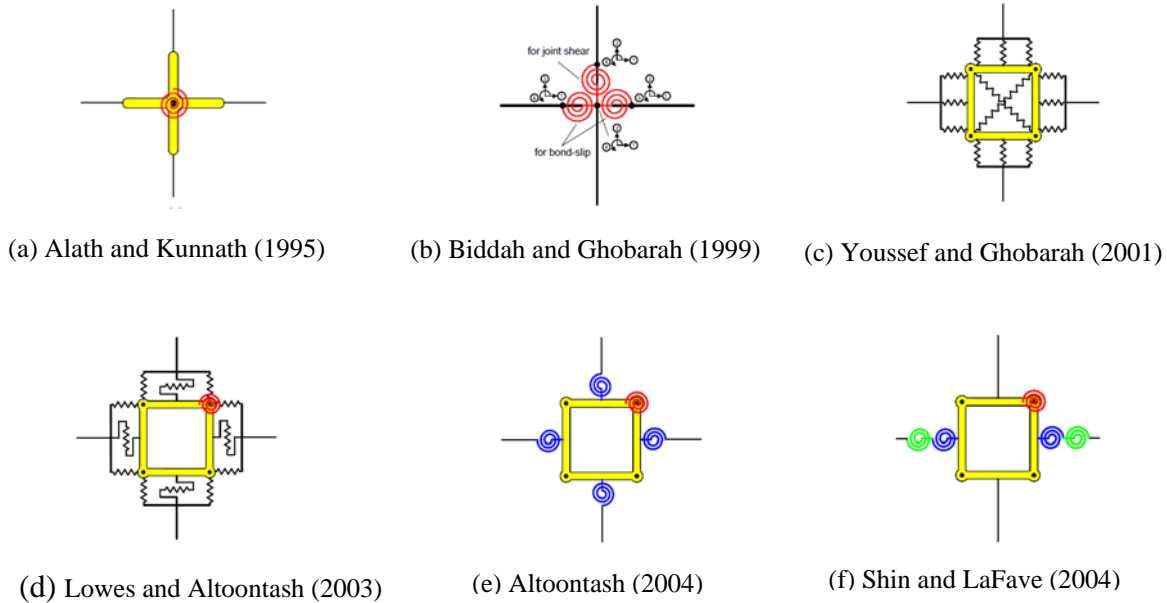 for joint shear
for bond-slip
(a) Alath and Kunnath (1995)
(b) Biddah and Ghobarah (1999)
(c) Youssef and Ghobarah (2001)
(d) Lowes and Altoontash (2003)
(e) Altoontash (2004)
(f) Shin and LaFave (2004)